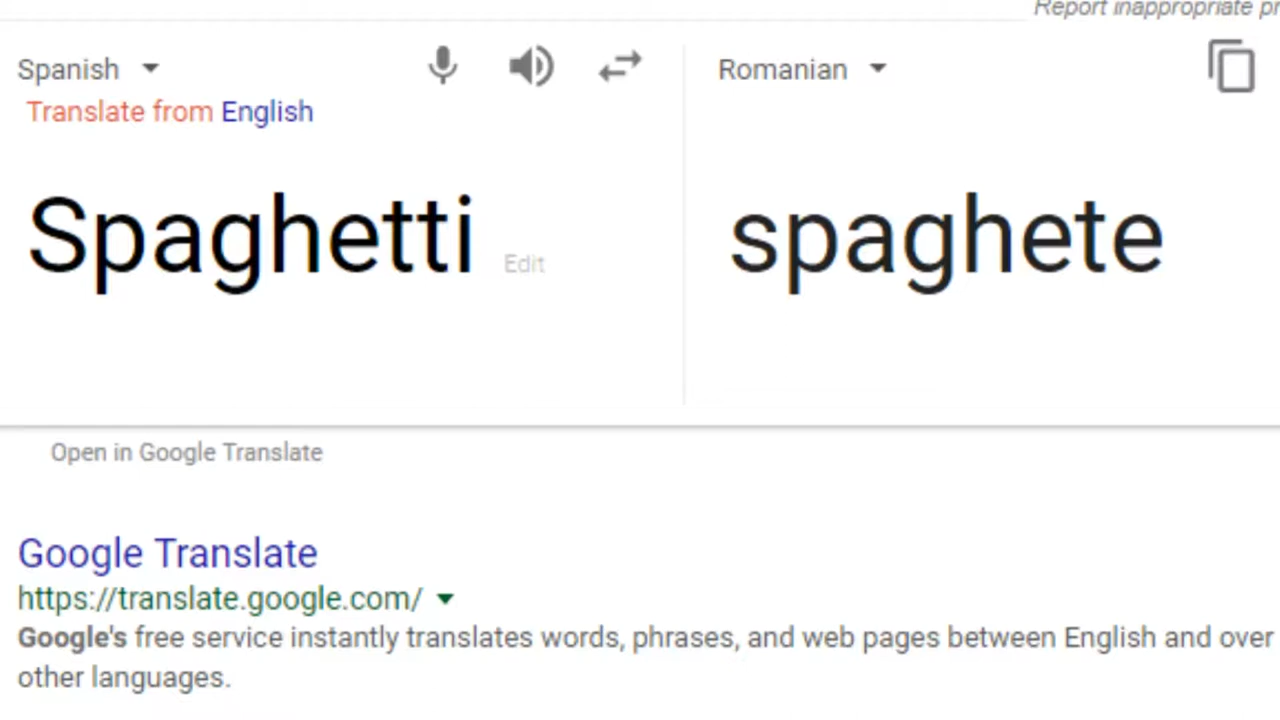 Report inappropriate
Spanish
Romanian
Translate from English
Spaghetti Edit
spaghete
Open in Google Translate
Google Translate
https://translate.google.com/
Google's free service instantly translates words, phrases, and web pages between English and over
other languages.